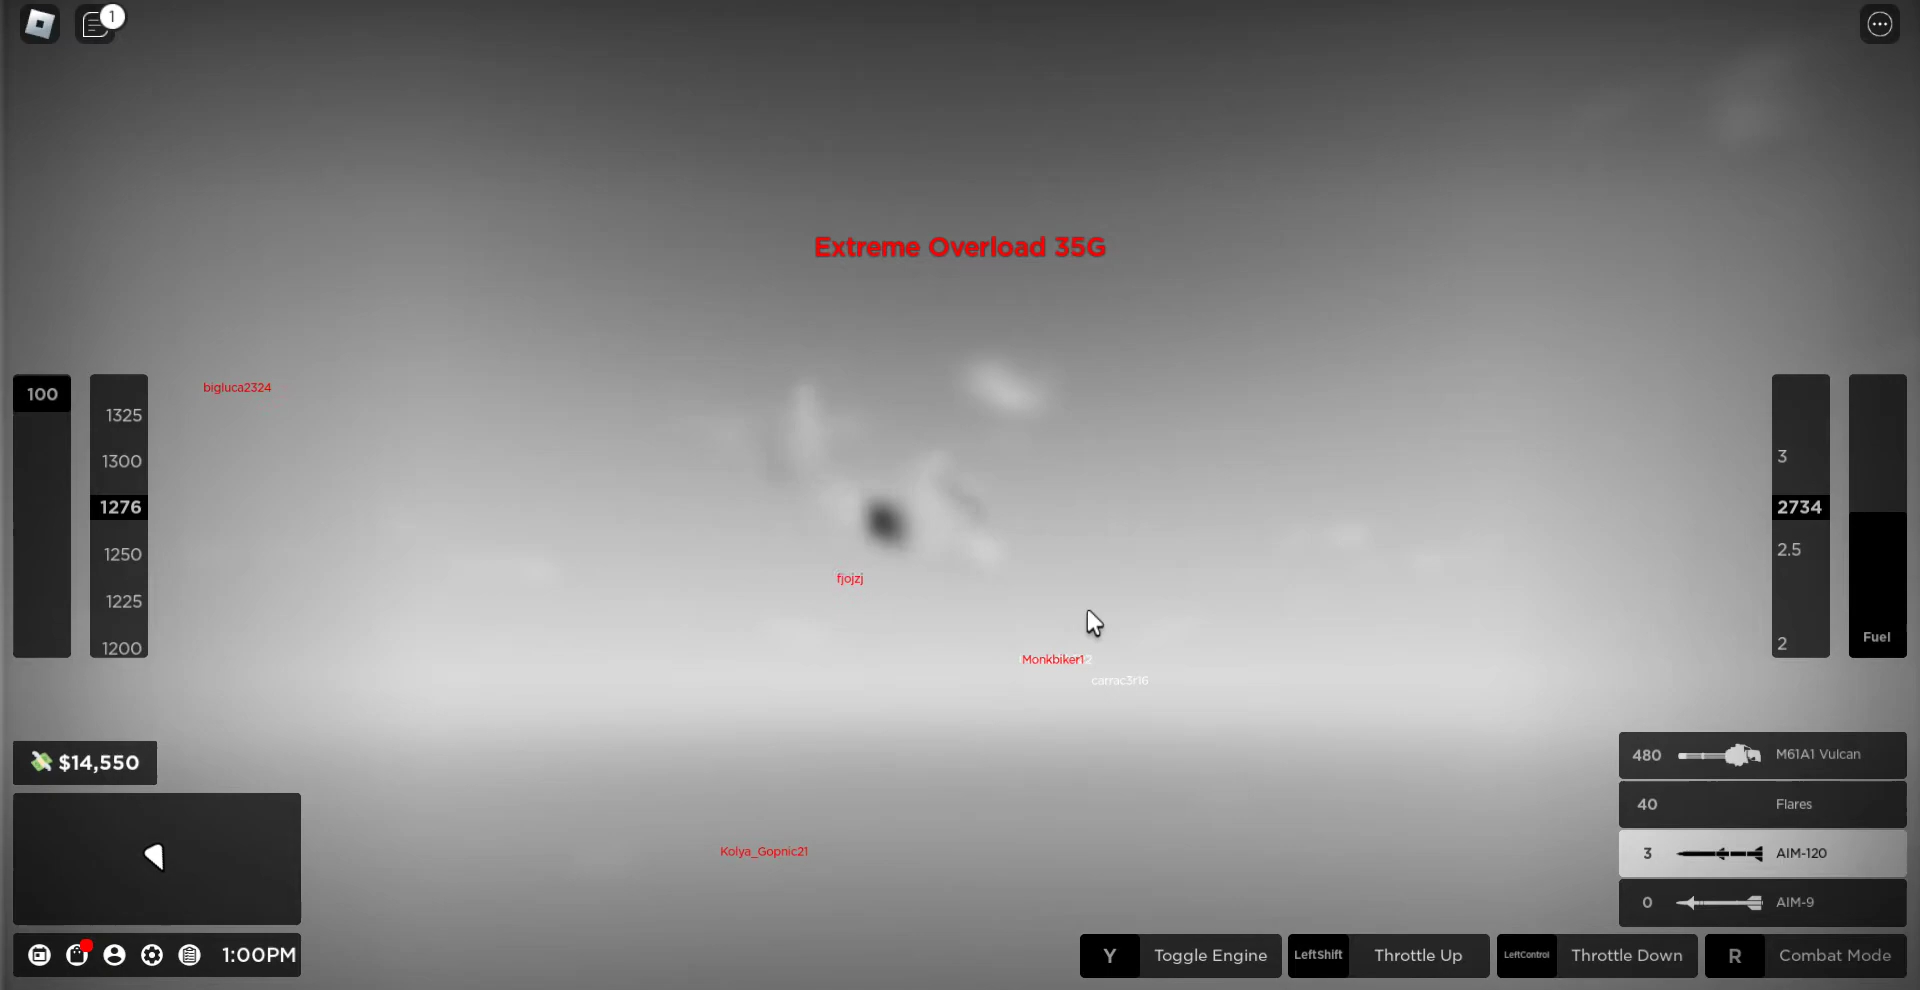 1
Extreme Overload 35G
bigluca2324
100
1325
1300
1276
1250
1225
1200
3
2734
2.5
2
Fuel
fjojzj
Monkbiker1
carrac3r16
$14,550
Kolya_Gopnic21
480 M61A1 Vulcan
40 Flares
3 AIM-120
0 AIM-9
1:00PM
Y Toggle Engine LeftShift Throttle Up LeftControl Throttle Down R Combat Mode